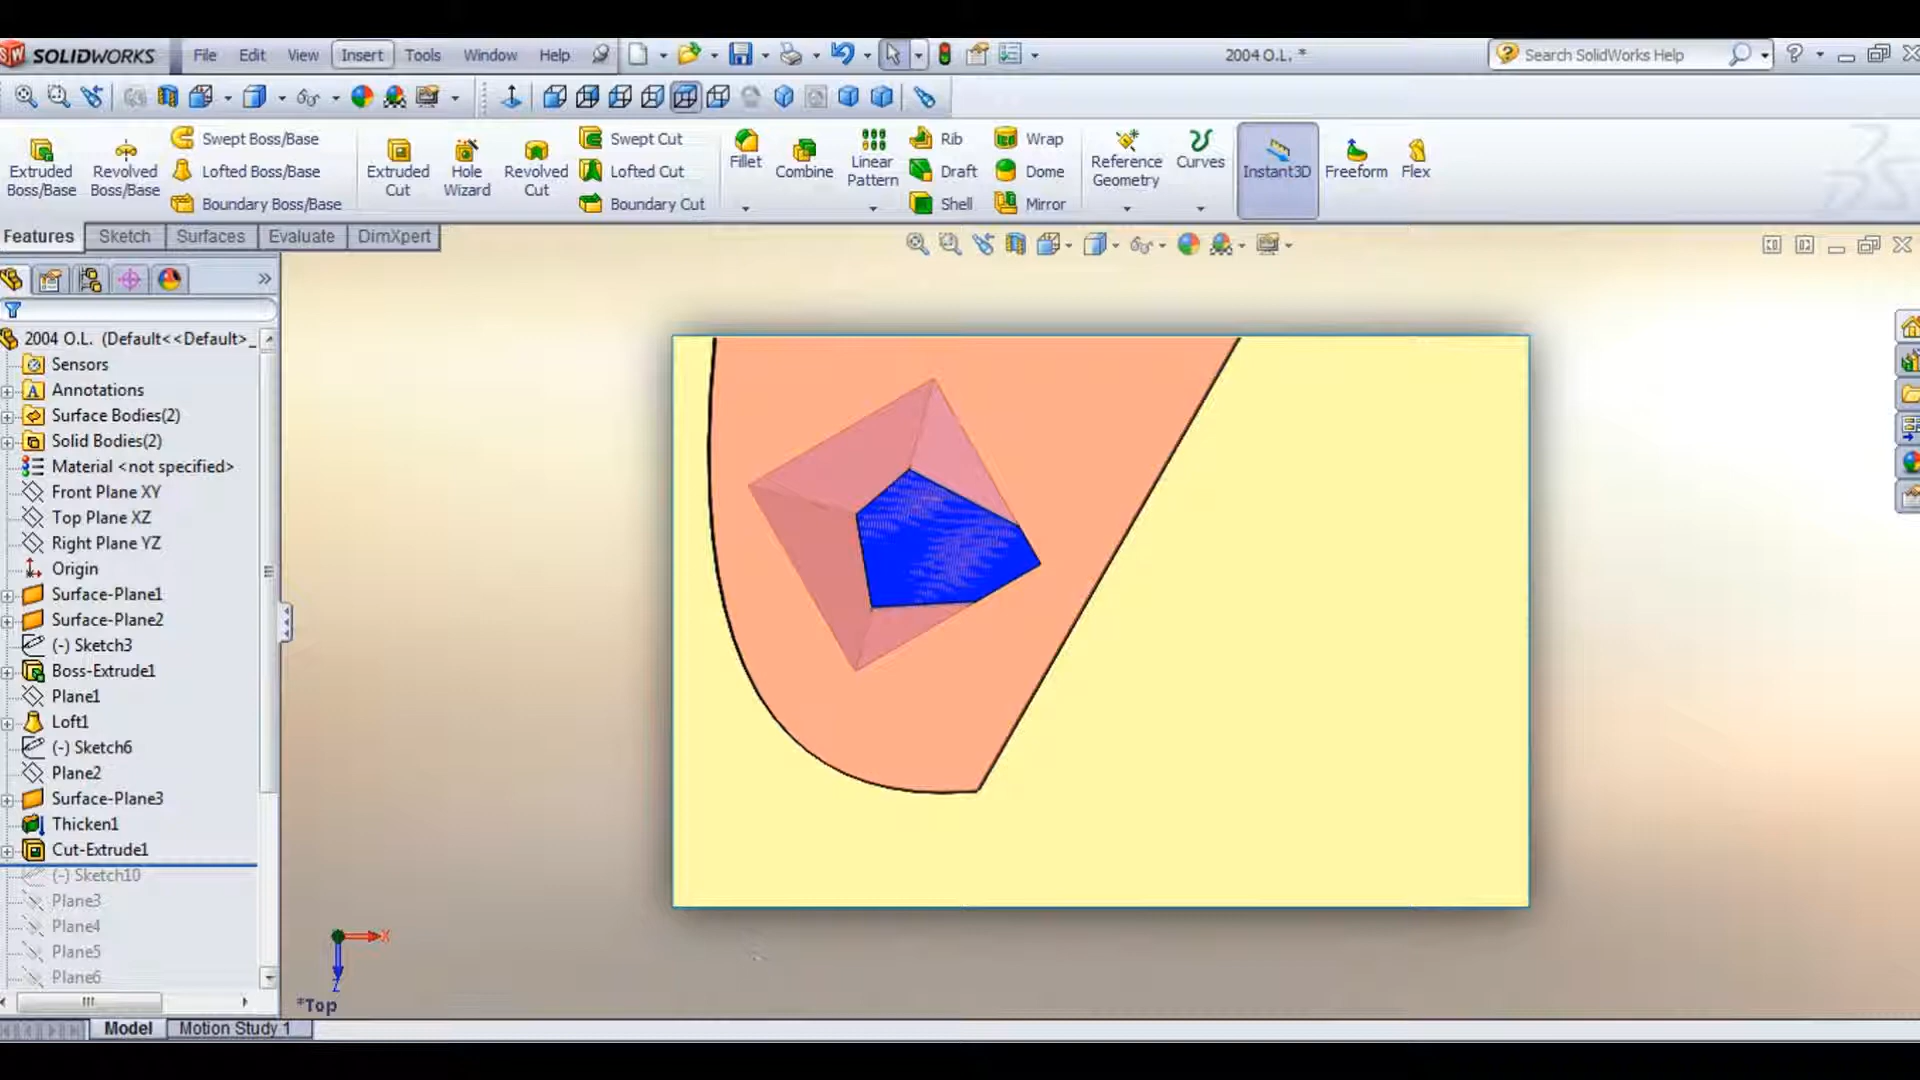 SOLIDWORKS File Edit View Insert Tools Window Help 2004 O.L. * Search SolidWorks Help
Extruded Boss/Base
Revolved Boss/Base
Swept Boss/Base
Lofted Boss/Base
Boundary Boss/Base
Extruded Cut
Hole Wizard
Revolved Cut
Swept Cut
Lofted Cut
Boundary Cut
Fillet
Combine
Linear Pattern
Rib
Draft
Shell
Wrap
Dome
Mirror
Reference Geometry
Curves
Instant3D
Freeform
Flex
Features Sketch Surfaces Evaluate DimXpert
2004 O.L. (Default<<Default>_
Sensors
Annotations
Surface Bodies(2)
Solid Bodies(2)
Material <not specified>
Front Plane XY
Top Plane XZ
Right Plane YZ
Origin
Surface-Plane1
Surface-Plane2
(-) Sketch3
Boss-Extrude1
Plane1
Loft1
(-) Sketch6
Plane2
Surface-Plane3
Thicken1
Cut-Extrude1
(-) Sketch10
Plane3
Plane4
Plane5
Plane6
X
Z
*Top
Model Motion Study 1